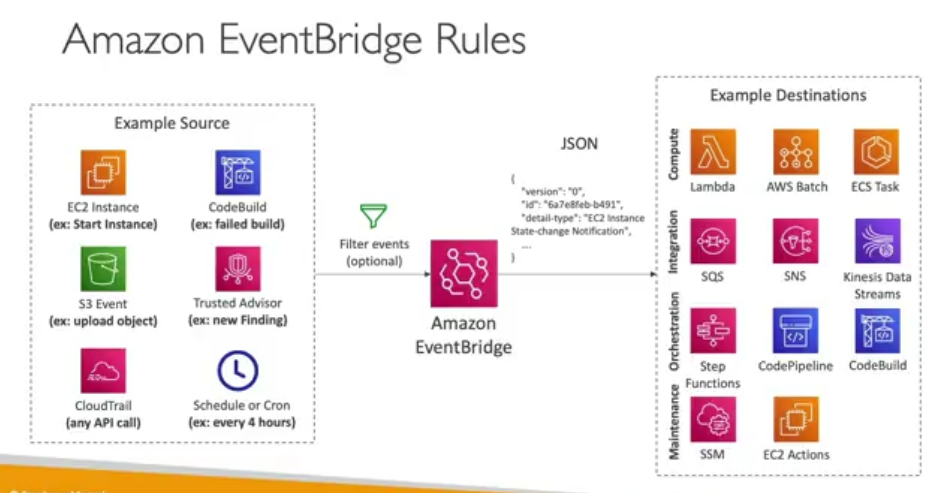 Amazon EventBridge Rules
Example Source
EC2 Instance
(ex: Start Instance)
CodeBuild
(ex: failed build)
S3 Event
(ex: upload object)
Trusted Advisor
(ex: new Finding)
CloudTrail
(any API call)
Schedule or Cron
(ex: every 4 hours)
Filter events
(optional)
Amazon
EventBridge
JSON
{
"version": "0",
"id": "6a7e8feb-b491",
"detail-type": "EC2 Instance
State-change Notification",
....
}
Example Destinations
Compute
Lambda
AWS Batch
ECS Task
Integration
SQS
SNS
Kinesis Data
Streams
Orchestration
Step
Functions
CodePipeline
CodeBuild
Maintenance
SSM
EC2 Actions